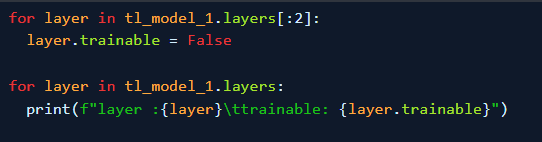 for layer in tl_model_1.layers[:2]:
  layer.trainable = False

for layer in tl_model_1.layers:
  print(f"layer :{layer}\ttrainable: {layer.trainable}")